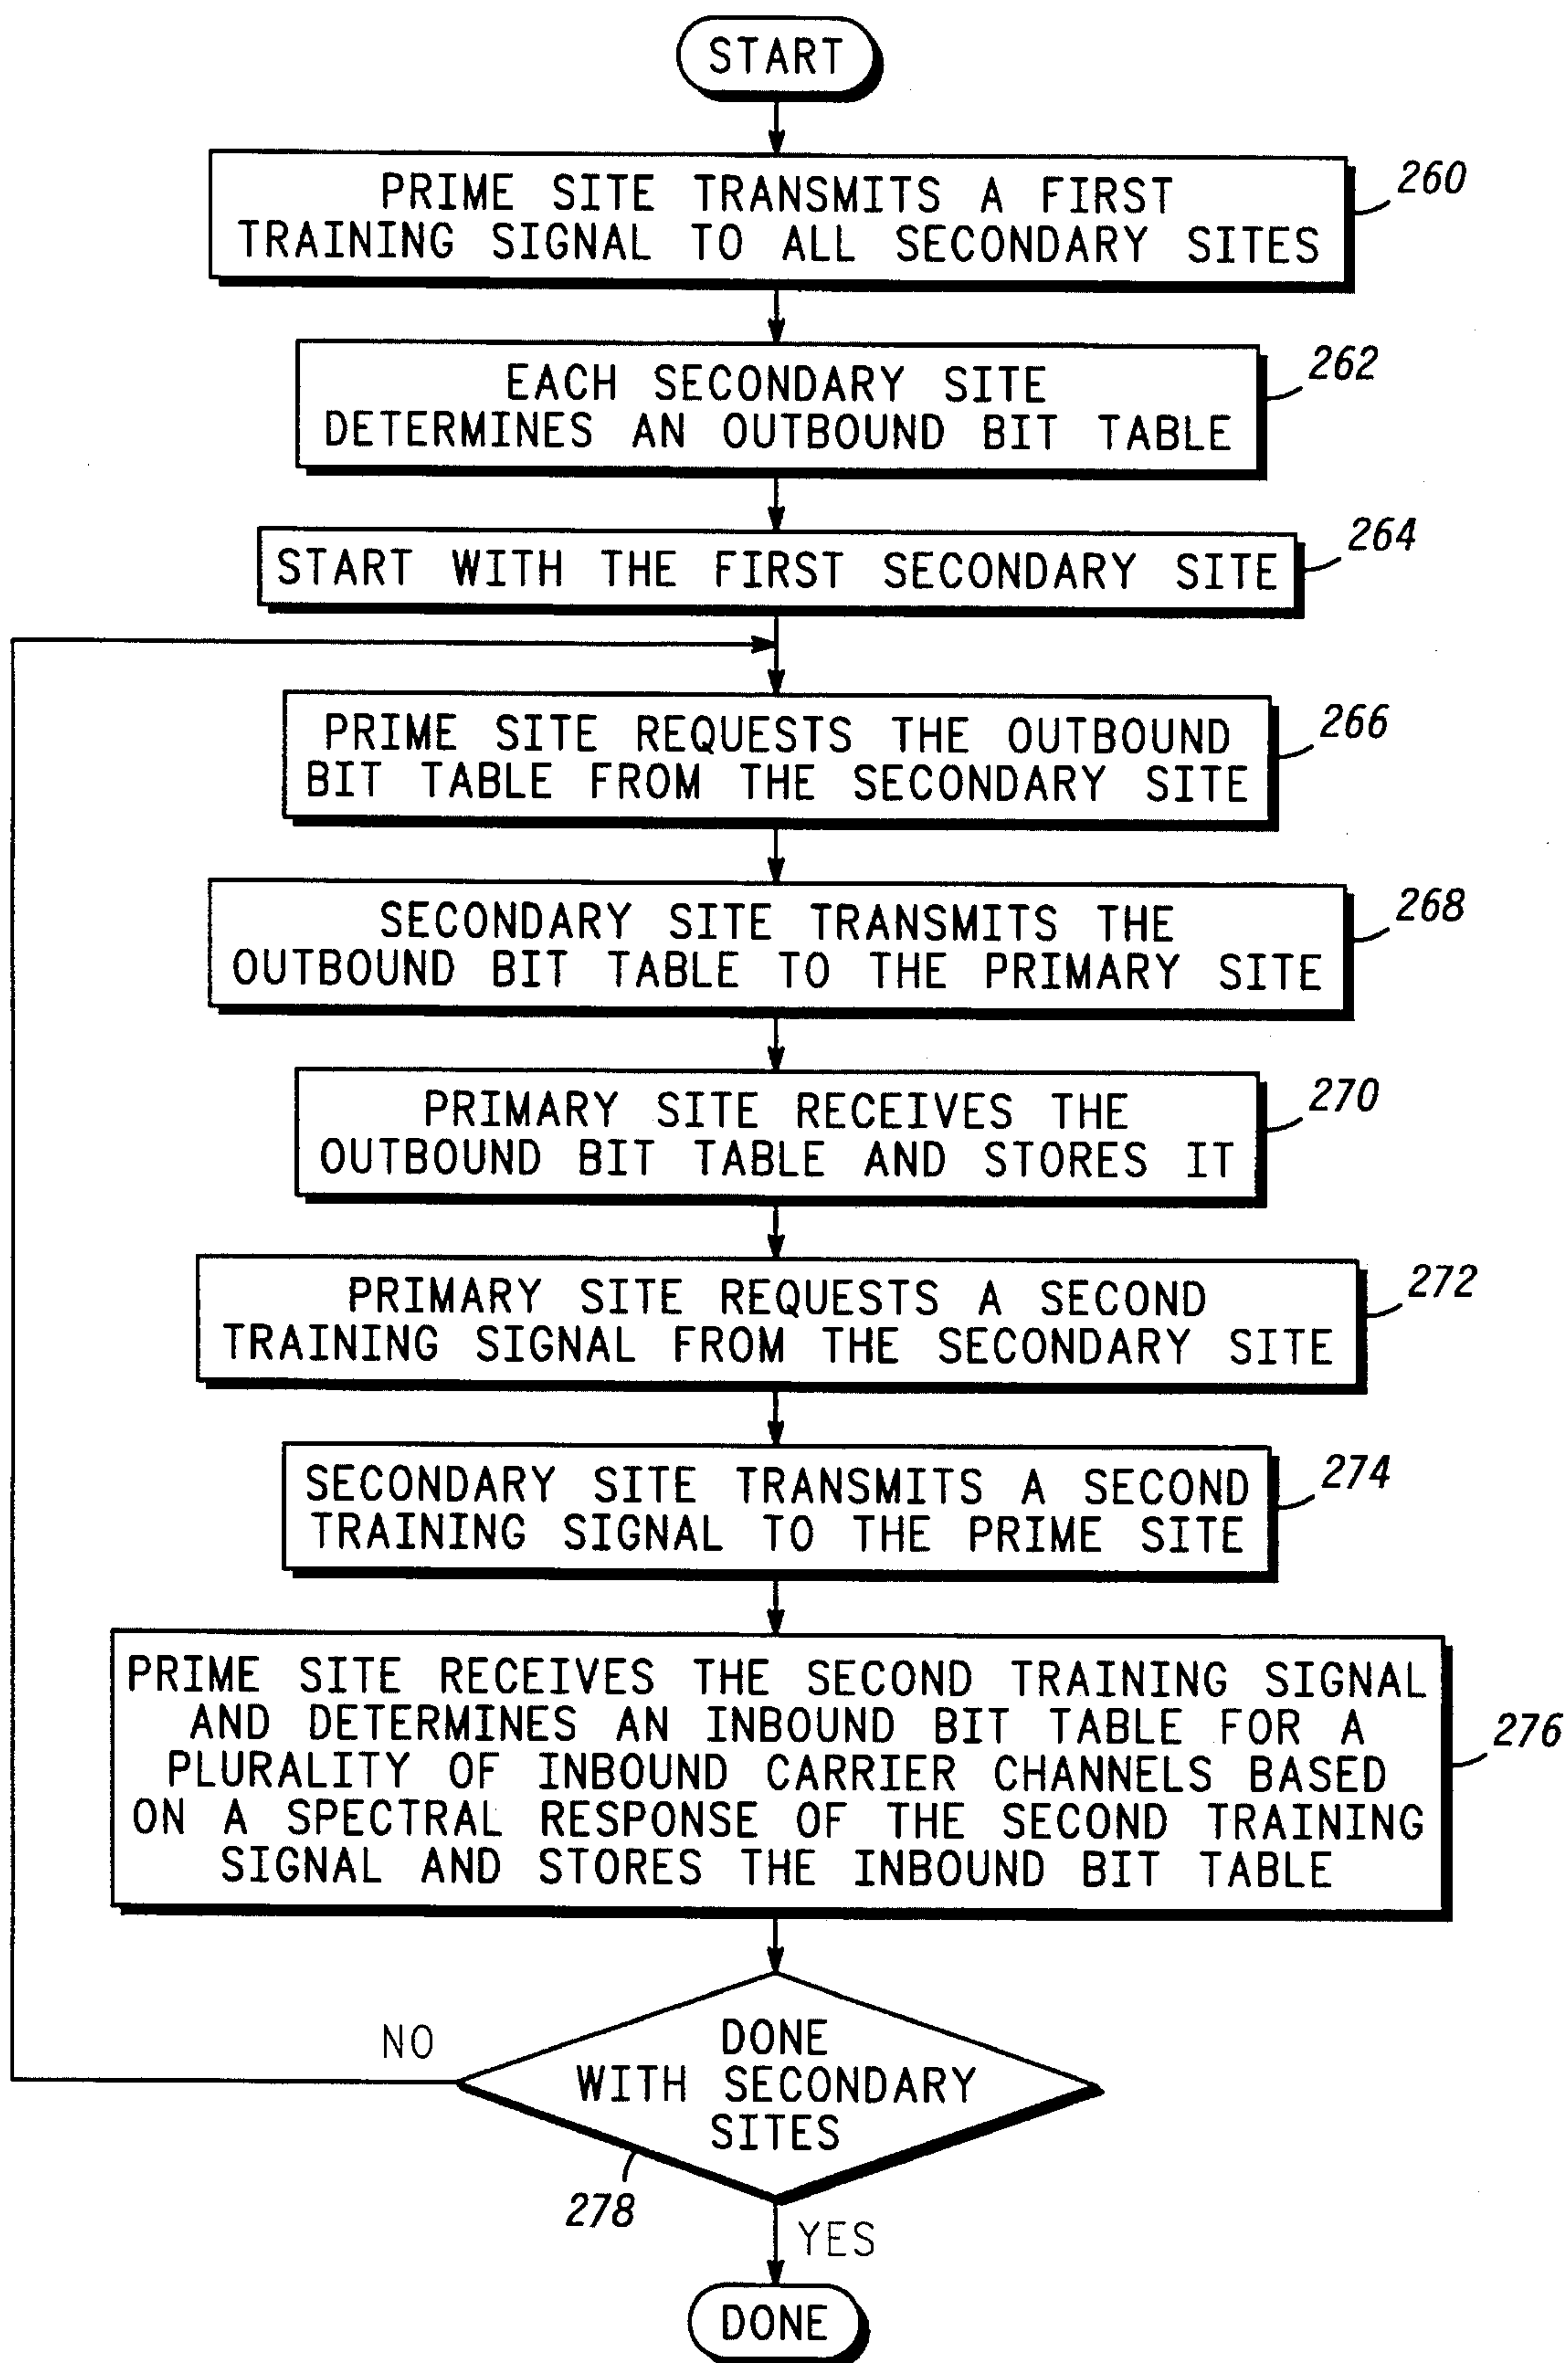 START
PRIME SITE TRANSMITS A FIRST
TRAINING SIGNAL TO ALL SECONDARY SITES
260
EACH SECONDARY SITE
DETERMINES AN OUTBOUND BIT TABLE
262
START WITH THE FIRST SECONDARY SITE
264
PRIME SITE REQUESTS THE OUTBOUND
BIT TABLE FROM THE SECONDARY SITE
266
SECONDARY SITE TRANSMITS THE
OUTBOUND BIT TABLE TO THE PRIMARY SITE
268
PRIMARY SITE RECEIVES THE
OUTBOUND BIT TABLE AND STORES IT
270
PRIMARY SITE REQUESTS A SECOND
TRAINING SIGNAL FROM THE SECONDARY SITE
272
SECONDARY SITE TRANSMITS A SECOND
TRAINING SIGNAL TO THE PRIME SITE
274
PRIME SITE RECEIVES THE SECOND TRAINING SIGNAL
AND DETERMINES AN INBOUND BIT TABLE FOR A
PLURALITY OF INBOUND CARRIER CHANNELS BASED
ON A SPECTRAL RESPONSE OF THE SECOND TRAINING
SIGNAL AND STORES THE INBOUND BIT TABLE
276
NO
DONE
WITH SECONDARY
SITES
278
YES
DONE